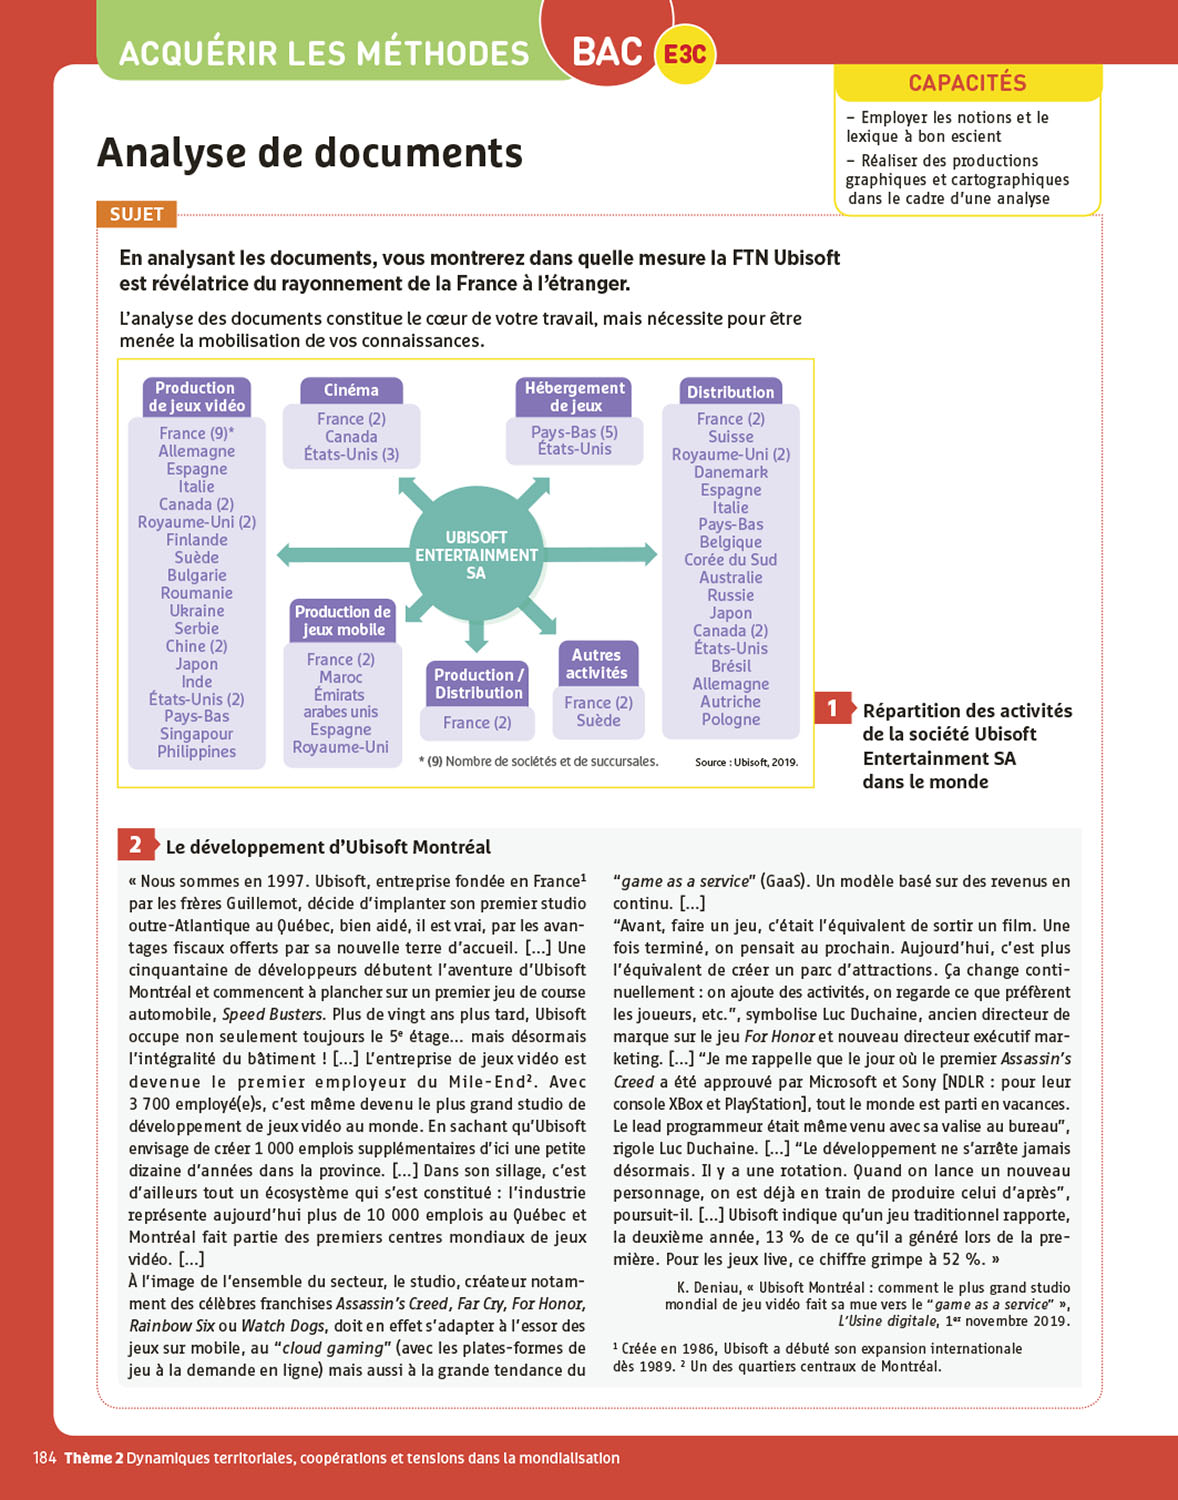 ACQUÉRIR LES MÉTHODES
BAC
E3C
CAPACITÉS
– Employer les notions et le
lexique à bon escient
– Réaliser des productions
graphiques et cartographiques
dans le cadre d'une analyse
Analyse de documents
SUJET
En analysant les documents, vous montrerez dans quelle mesure la FTN Ubisoft
est révélatrice du rayonnement de la France à l'étranger.
L'analyse des documents constitue le cœur de votre travail, mais nécessite pour être
menée la mobilisation de vos connaissances.
Production
de jeux vidéo
France (9)*
Allemagne
Espagne
Italie
Canada (2)
Royaume-Uni (2)
Finlande
Suède
Bulgarie
Roumanie
Ukraine
Serbie
Chine (2)
Japon
Inde
États-Unis (2)
Pays-Bas
Singapour
Philippines
Cinéma
France (2)
Canada
États-Unis (3)
Hébergement
de jeux
Pays-Bas (5)
États-Unis
Distribution
France (2)
Suisse
Royaume-Uni (2)
Danemark
Espagne
Italie
Pays-Bas
Belgique
Corée du Sud
Australie
Russie
Japon
Canada (2)
États-Unis
Brésil
Allemagne
Autriche
Pologne
UBISOFT
ENTERTAINMENT
SA
Production de
jeux mobile
France (2)
Maroc
Émirats
arabes unis
Espagne
Royaume-Uni
Production /
Distribution
France (2)
Autres
activités
France (2)
Suède
* (9) Nombre de sociétés et de succursales.
Source : Ubisoft, 2019.
1 Répartition des activités
de la société Ubisoft
Entertainment SA
dans le monde
2 Le développement d'Ubisoft Montréal
« Nous sommes en 1997. Ubisoft, entreprise fondée en France¹
par les frères Guillemot, décide d'implanter son premier studio
outre-Atlantique au Québec, bien aidé, il est vrai, par les avan-
tages fiscaux offerts par sa nouvelle terre d'accueil. [...] Une
cinquantaine de développeurs débutent l'aventure d'Ubisoft
Montréal et commencent à plancher sur un premier jeu de course
automobile, Speed Busters. Plus de vingt ans plus tard, Ubisoft
occupe non seulement toujours le 5e étage... mais désormais
l'intégralité du bâtiment ! [...] L'entreprise de jeux vidéo est
devenue le premier employeur du Mile-End². Avec
3 700 employé(e)s, c'est même devenu le plus grand studio de
développement de jeux vidéo au monde. En sachant qu'Ubisoft
envisage de créer 1 000 emplois supplémentaires d'ici une petite
dizaine d'années dans la province. [...] Dans son sillage, c'est
d'ailleurs tout un écosystème qui s'est constitué : l'industrie
représente aujourd'hui plus de 10 000 emplois au Québec et
Montréal fait partie des premiers centres mondiaux de jeux
vidéo. [...]
À l'image de l'ensemble du secteur, le studio, créateur notam-
ment des célèbres franchises Assassin's Creed, Far Cry, For Honor,
Rainbow Six ou Watch Dogs, doit en effet s'adapter à l'essor des
jeux sur mobile, au "cloud gaming" (avec les plates-formes de
jeu à la demande en ligne) mais aussi à la grande tendance du
"game as a service" (GaaS). Un modèle basé sur des revenus en
continu. [...]
"Avant, faire un jeu, c'était l'équivalent de sortir un film. Une
fois terminé, on pensait au prochain. Aujourd'hui, c'est plus
l'équivalent de créer un parc d'attractions. Ça change conti-
nuellement : on ajoute des activités, on regarde ce que préfèrent
les joueurs, etc.", symbolise Luc Duchaine, ancien directeur de
marque sur le jeu For Honor et nouveau directeur exécutif mar-
keting. [...] "Je me rappelle que le jour où le premier Assassin's
Creed a été approuvé par Microsoft et Sony [NDLR : pour leur
console XBox et PlayStation], tout le monde est parti en vacances.
Le lead programmeur était même venu avec sa valise au bureau",
rigole Luc Duchaine. [...] "Le développement ne s'arrête jamais
désormais. Il y a une rotation. Quand on lance un nouveau
personnage, on est déjà en train de produire celui d'après",
poursuit-il. [...] Ubisoft indique qu'un jeu traditionnel rapporte,
la deuxième année, 13 % de ce qu'il a généré lors de la pre-
mière. Pour les jeux live, ce chiffre grimpe à 52 %. »
K. Deniau, « Ubisoft Montréal : comment le plus grand studio
mondial de jeu vidéo fait sa mue vers le "game as a service" »,
L'Usine digitale, 1er novembre 2019.
¹ Créée en 1986, Ubisoft a débuté son expansion internationale
dès 1989. ² Un des quartiers centraux de Montréal.
184 Thème 2 Dynamiques territoriales, coopérations et tensions dans la mondialisation